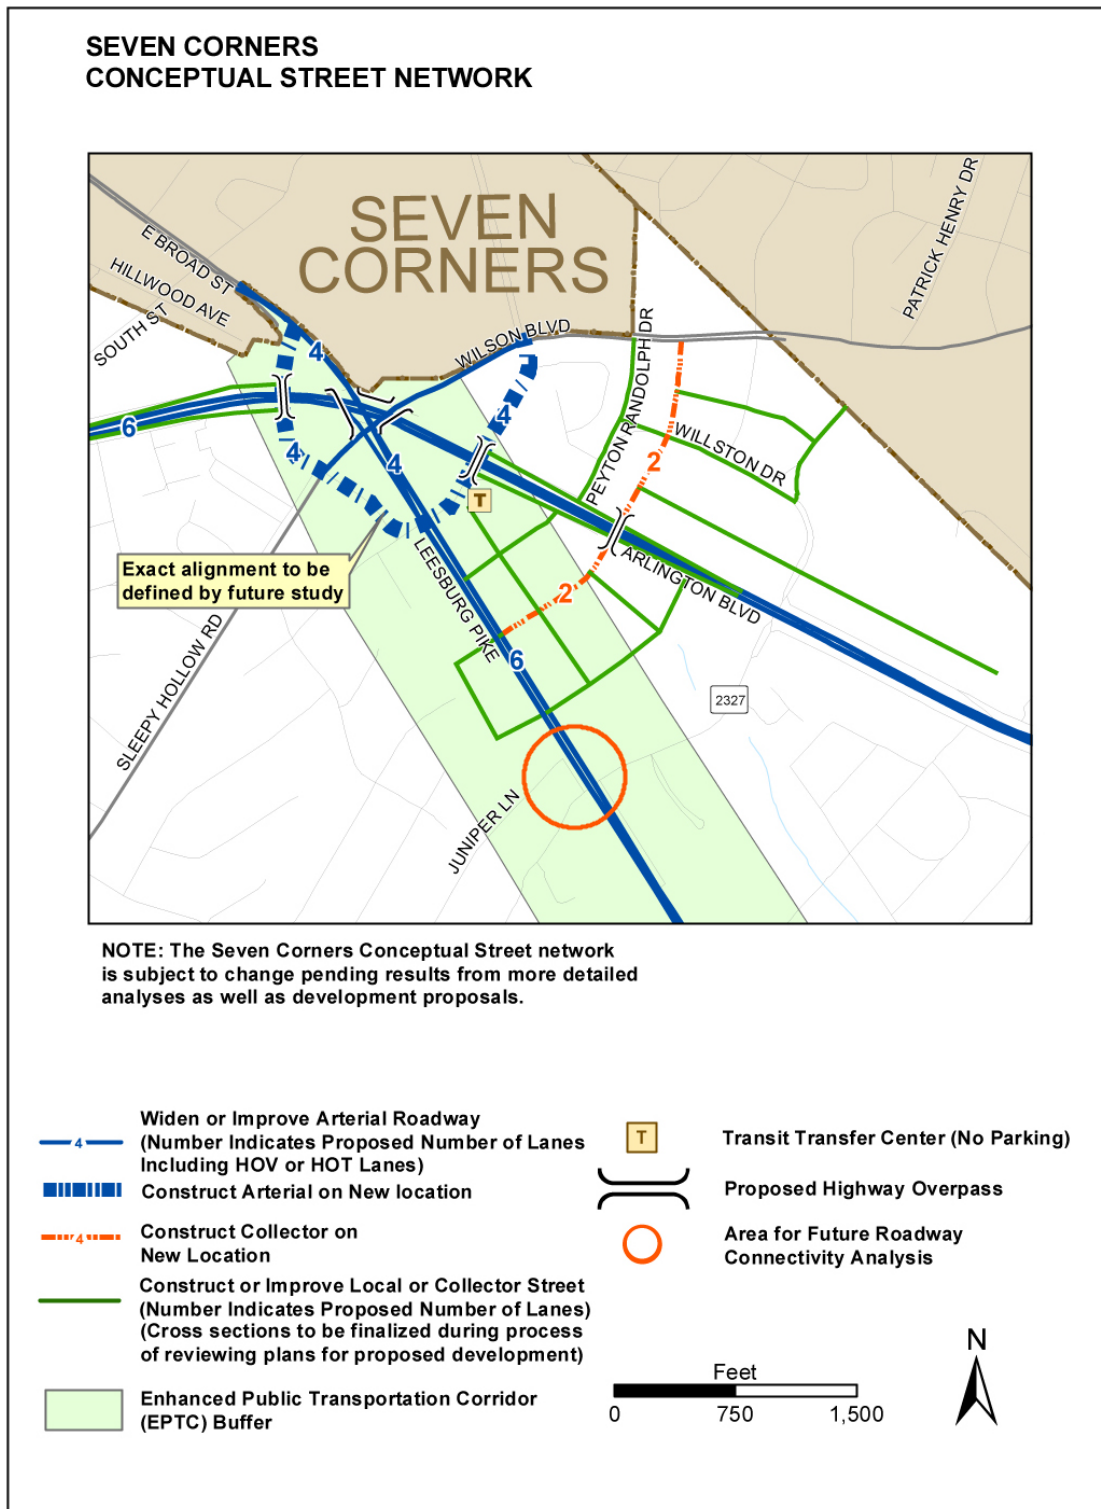 SEVEN CORNERS
CONCEPTUAL STREET NETWORK
SEVEN
CORNERS
E BROAD ST
HILLWOOD AVE
SOUTH ST
PATRICK HENRY DR
WILSON BLVD
PEYTON RANDOLPH DR
WILLSTON DR
4
4
6
4
4
2
T
Exact alignment to be
defined by future study
LEESBURG PIKE
ARLINGTON BLVD
2
6
SLEEPY HOLLOW RD
2327
JUNIPER LN
NOTE: The Seven Corners Conceptual Street network
is subject to change pending results from more detailed
analyses as well as development proposals.
4
Widen or Improve Arterial Roadway
(Number Indicates Proposed Number of Lanes
Including HOV or HOT Lanes)
Construct Arterial on New location
4
Construct Collector on
New Location
Construct or Improve Local or Collector Street
(Number Indicates Proposed Number of Lanes)
(Cross sections to be finalized during process
of reviewing plans for proposed development)
Enhanced Public Transportation Corridor
(EPTC) Buffer
T
Transit Transfer Center (No Parking)
Proposed Highway Overpass
Area for Future Roadway
Connectivity Analysis
Feet
0 750 1,500
N